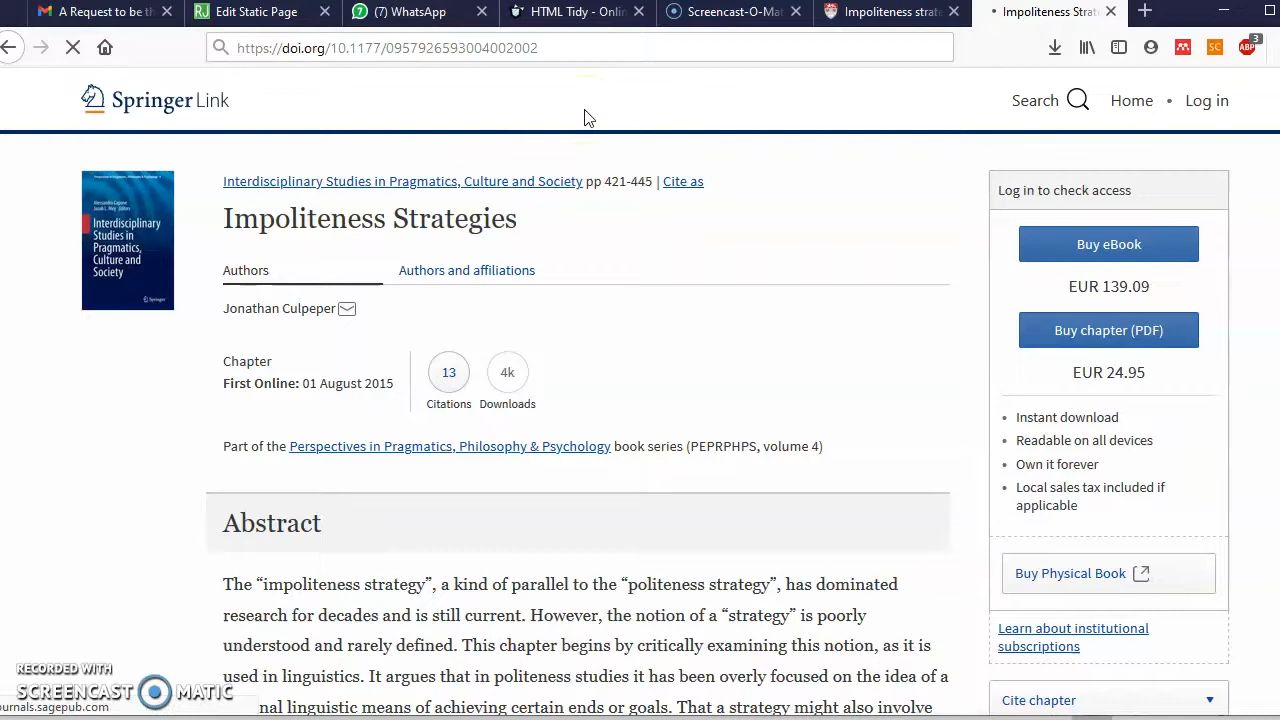 A Request to be th
Edit Static Page
(7) WhatsApp
HTML Tidy - Onli
Screencast-O-Ma
Impoliteness strate
Impoliteness Strat
https://doi.org/10.1177/0957926593004002002
SC
ABP
3
Springer Link
Search
Home • Log in
Alessandro Capone
Jacob L. Mey Editors
Interdisciplinary
Studies in
Pragmatics,
Culture and
Society
Springer
Interdisciplinary Studies in Pragmatics, Culture and Society pp 421-445 | Cite as
Impoliteness Strategies
Authors
Authors and affiliations
Jonathan Culpeper
Chapter
First Online: 01 August 2015
13
Citations
4k
Downloads
Part of the Perspectives in Pragmatics, Philosophy & Psychology book series (PEPRPHPS, volume 4)
Abstract
The “impoliteness strategy”, a kind of parallel to the “politeness strategy”, has dominated
research for decades and is still current. However, the notion of a “strategy” is poorly
understood and rarely defined. This chapter begins by critically examining this notion, as it is
used in linguistics. It argues that in politeness studies it has been overly focused on the idea of a
nal linguistic means of achieving certain ends or goals. That a strategy might also involve
Log in to check access
Buy eBook
EUR 139.09
Buy chapter (PDF)
EUR 24.95
• Instant download
• Readable on all devices
• Own it forever
• Local sales tax included if
applicable
Buy Physical Book
Learn about institutional
subscriptions
Cite chapter
RECORDED WITH
SCREENCAST MATIC
ournals.sagepub.com